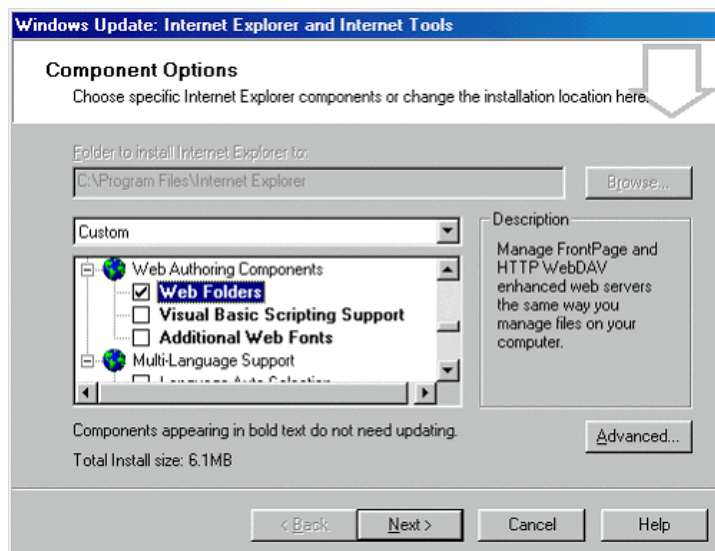 Windows Update: Internet Explorer and Internet Tools
Component Options
Choose specific Internet Explorer components or change the installation location here.
Folder to install Internet Explorer to:
C:\Program Files\Internet Explorer
Browse...
Custom
Web Authoring Components
Web Folders
Visual Basic Scripting Support
Additional Web Fonts
Multi-Language Support
Language Auto-Selection
Description
Manage FrontPage and
HTTP WebDAV
enhanced web servers
the same way you
manage files on your
computer.
Components appearing in bold text do not need updating.
Total Install size: 6.1MB
Advanced...
< Back
Next >
Cancel
Help